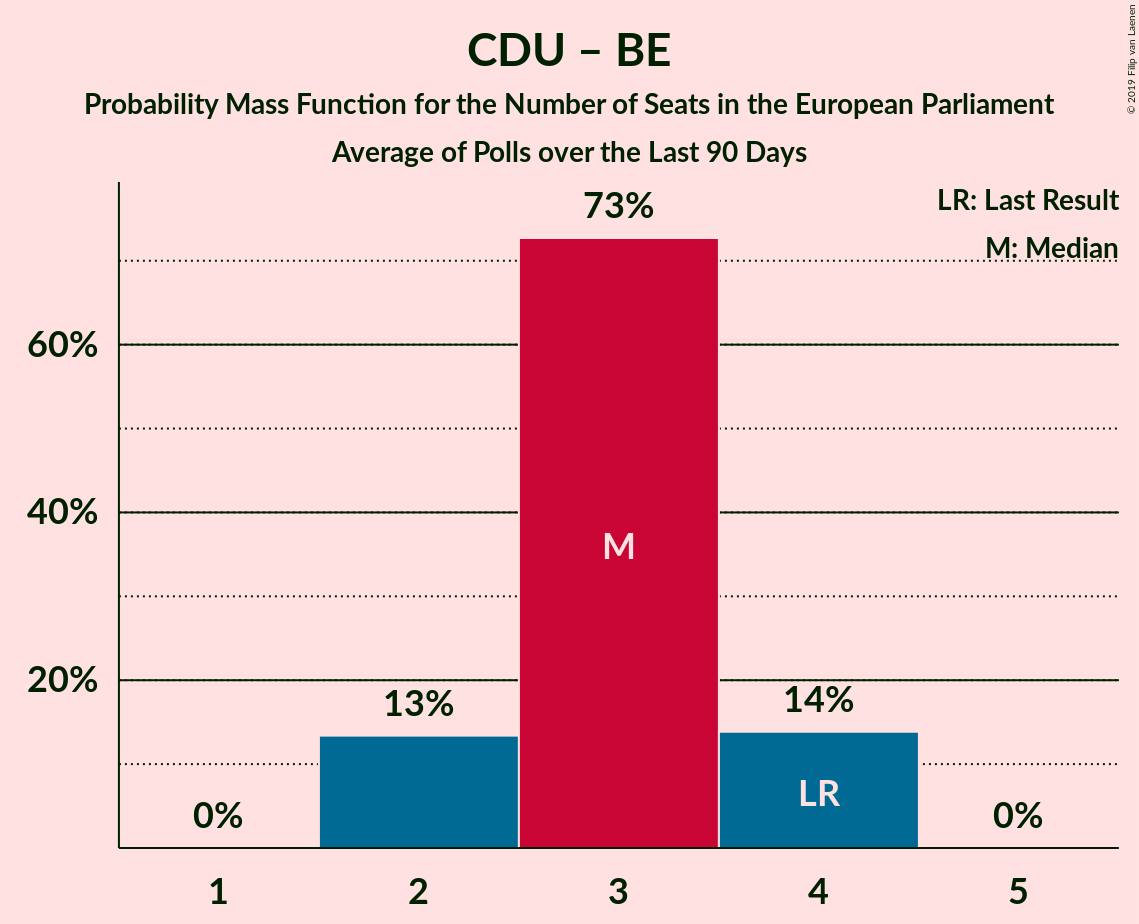 CDU – BE
Probability Mass Function for the Number of Seats in the European Parliament
Average of Polls over the Last 90 Days
© 2019 Filip van Laenen
LR: Last Result
M: Median
73%
60%
40%
20%
M
13%
14%
LR
0%
0%
1 2 3 4 5